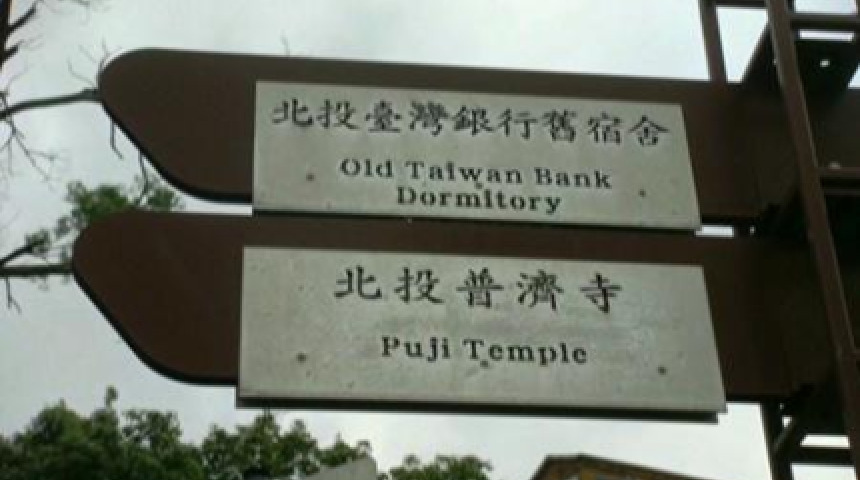 北投臺灣銀行舊宿舍
Old Taiwan Bank
Dormitory
北投普濟寺
Puji Temple